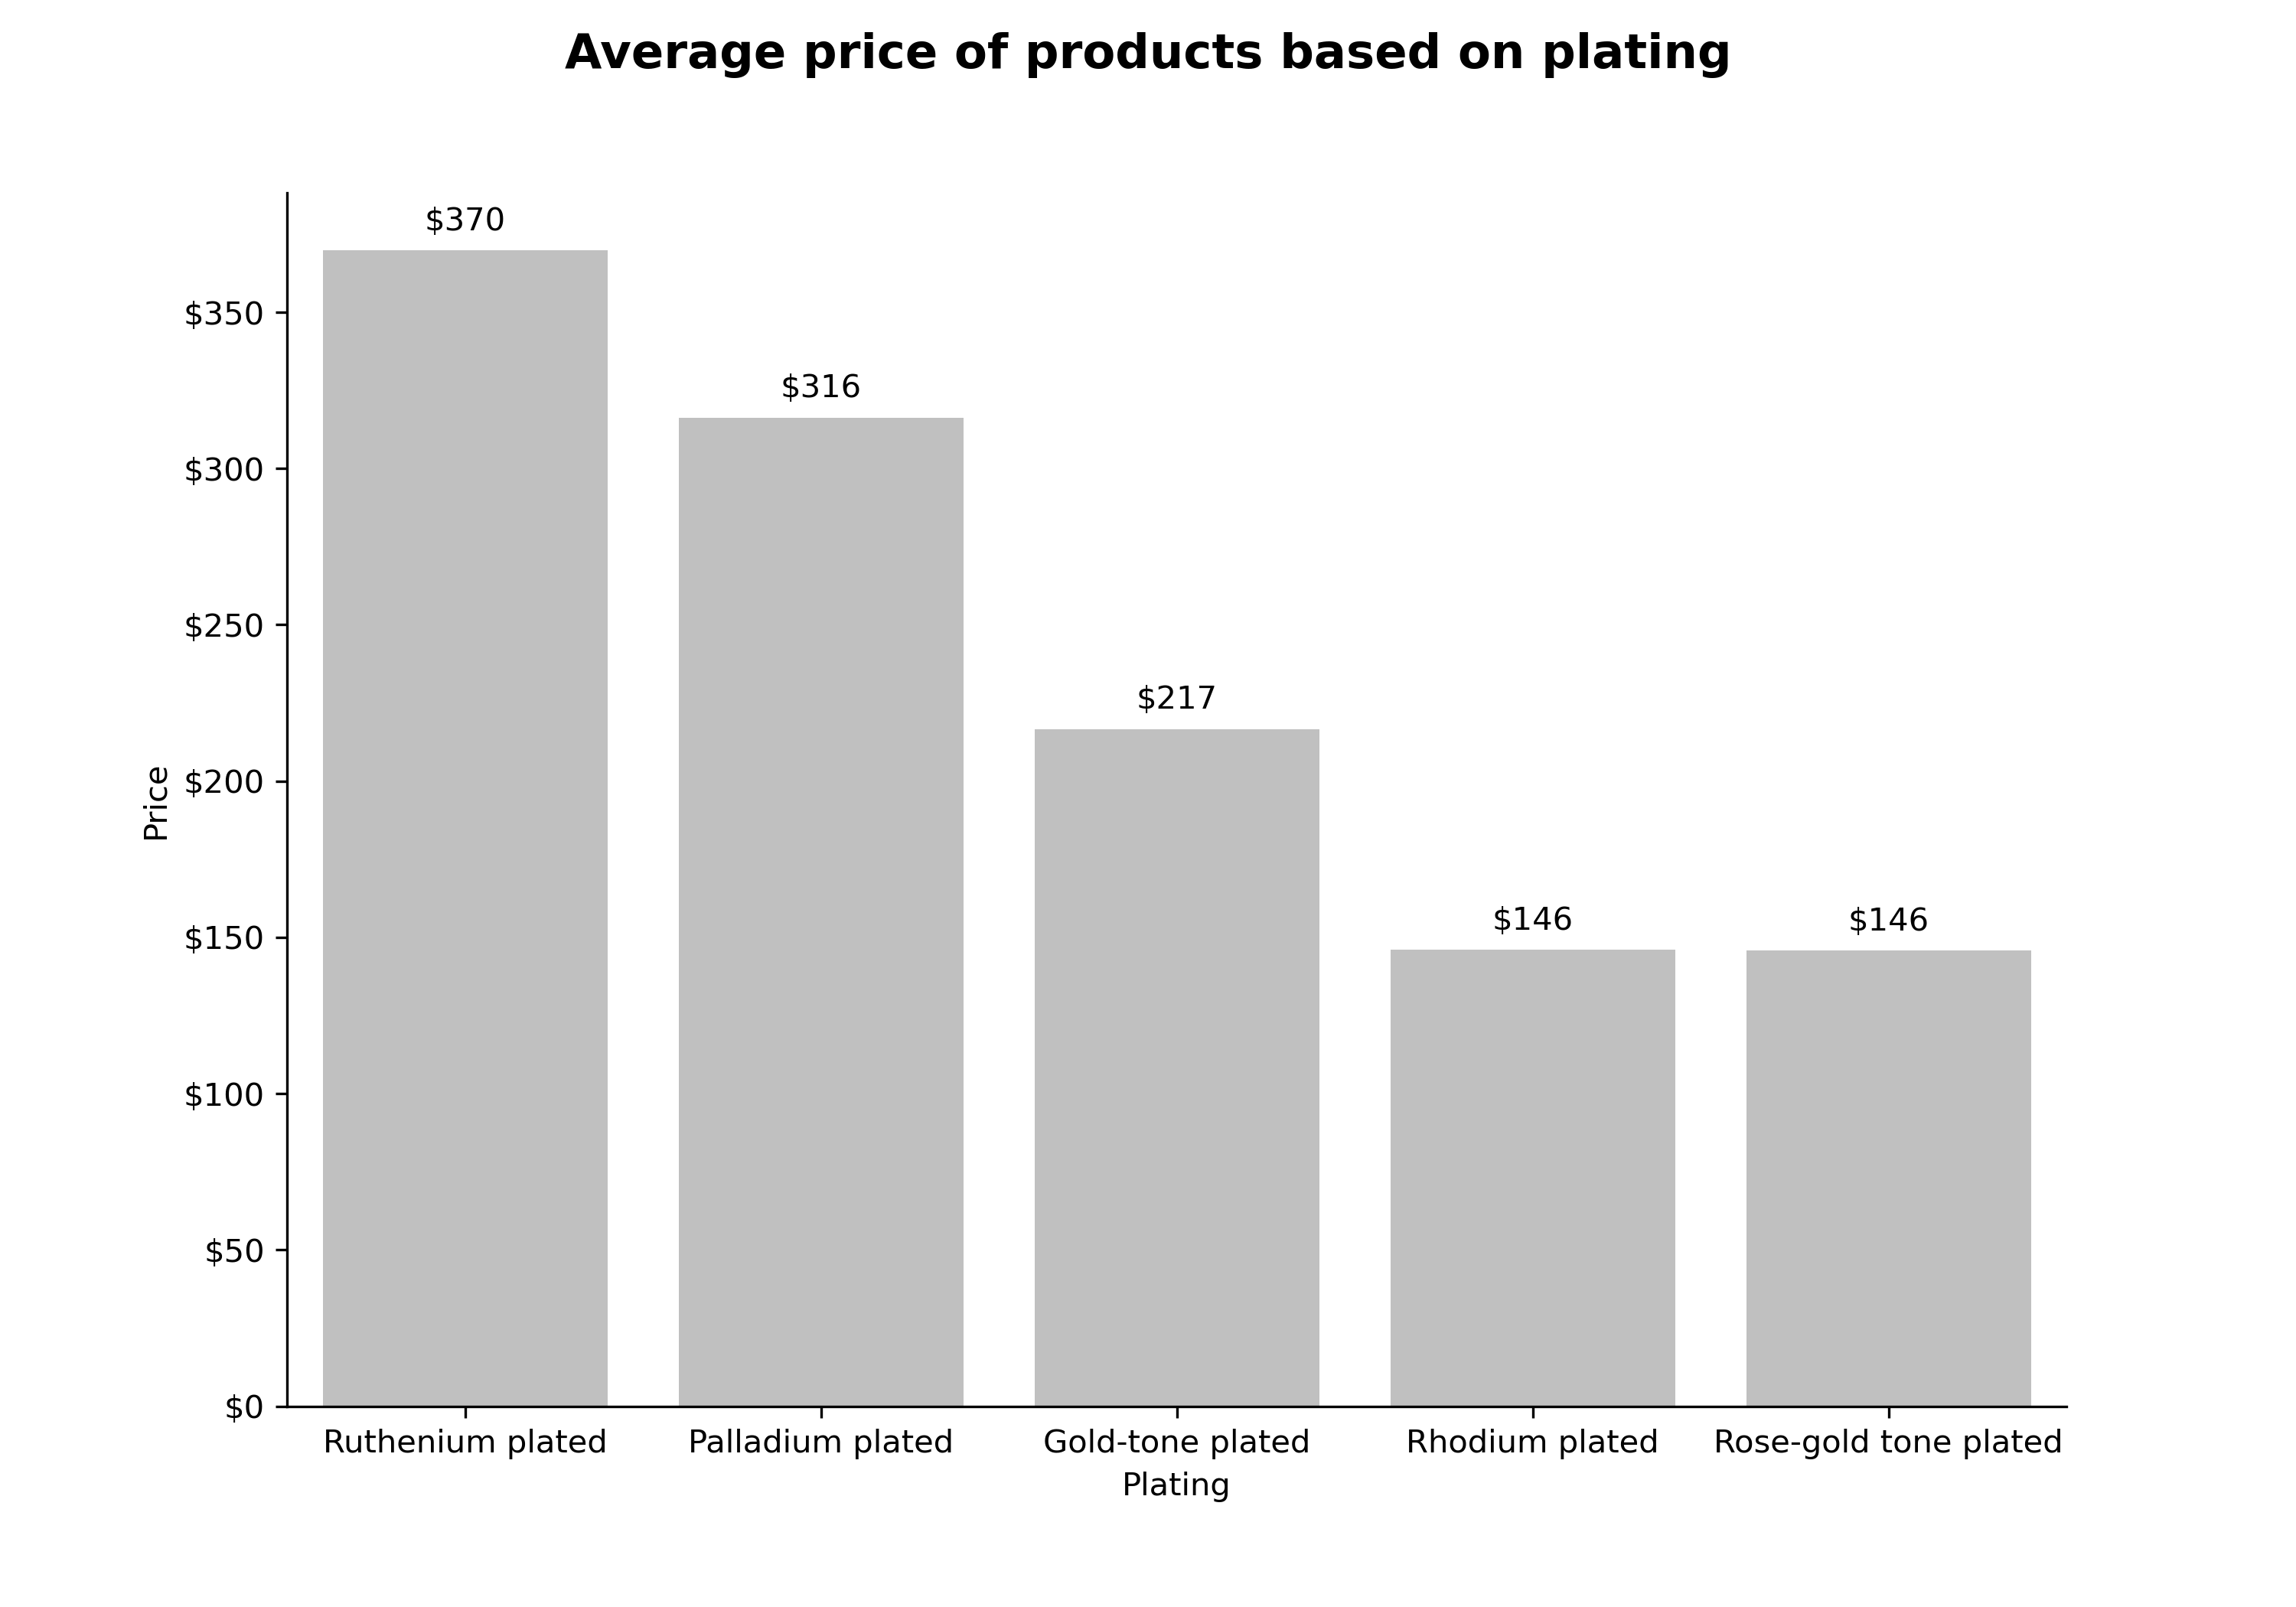 Average price of products based on plating
$370
$350
$316
$300
$250
$217
Price
$200
$150
$146
$146
$100
$50
$0
Ruthenium plated
Palladium plated
Gold-tone plated
Rhodium plated
Rose-gold tone plated
Plating